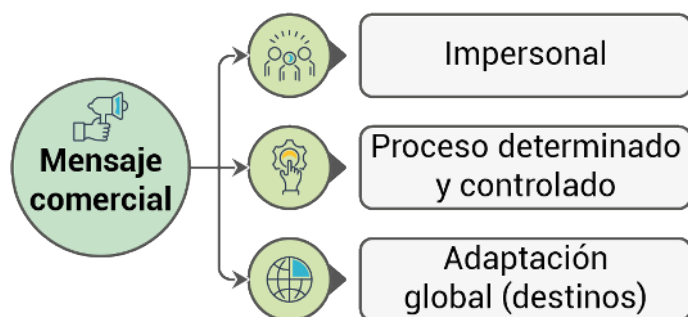 Mensaje
comercial
Impersonal
Proceso determinado
y controlado
Adaptación
global (destinos)